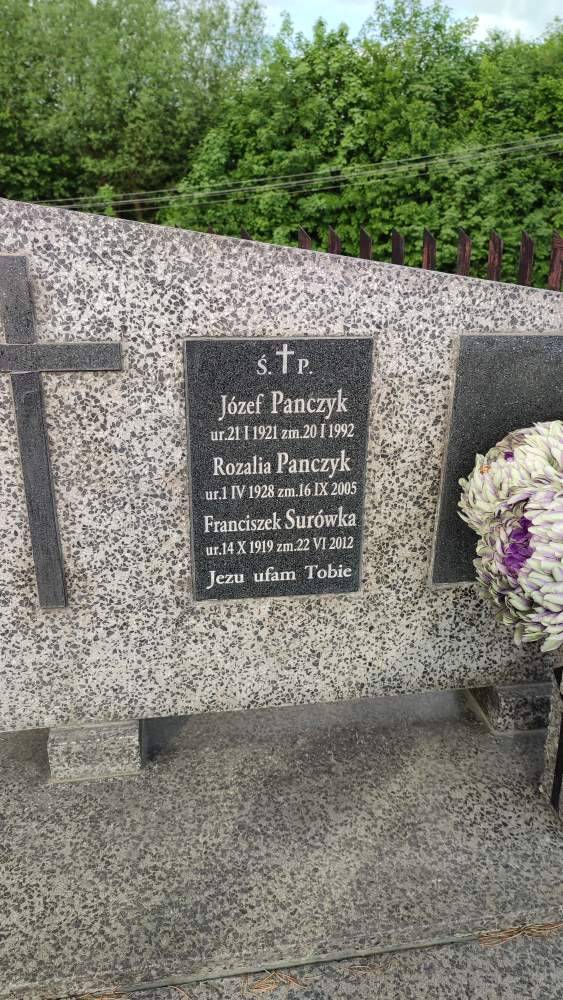 Ś. P.
Józef Panczyk
ur.21 I 1921 zm.20 I 1992
Rozalia Panczyk
ur.1 IV 1928 zm.16 IX 2005
Franciszek Surówka
ur.14 X 1919 zm.22 VI 2012
Jezu ufam Tobie